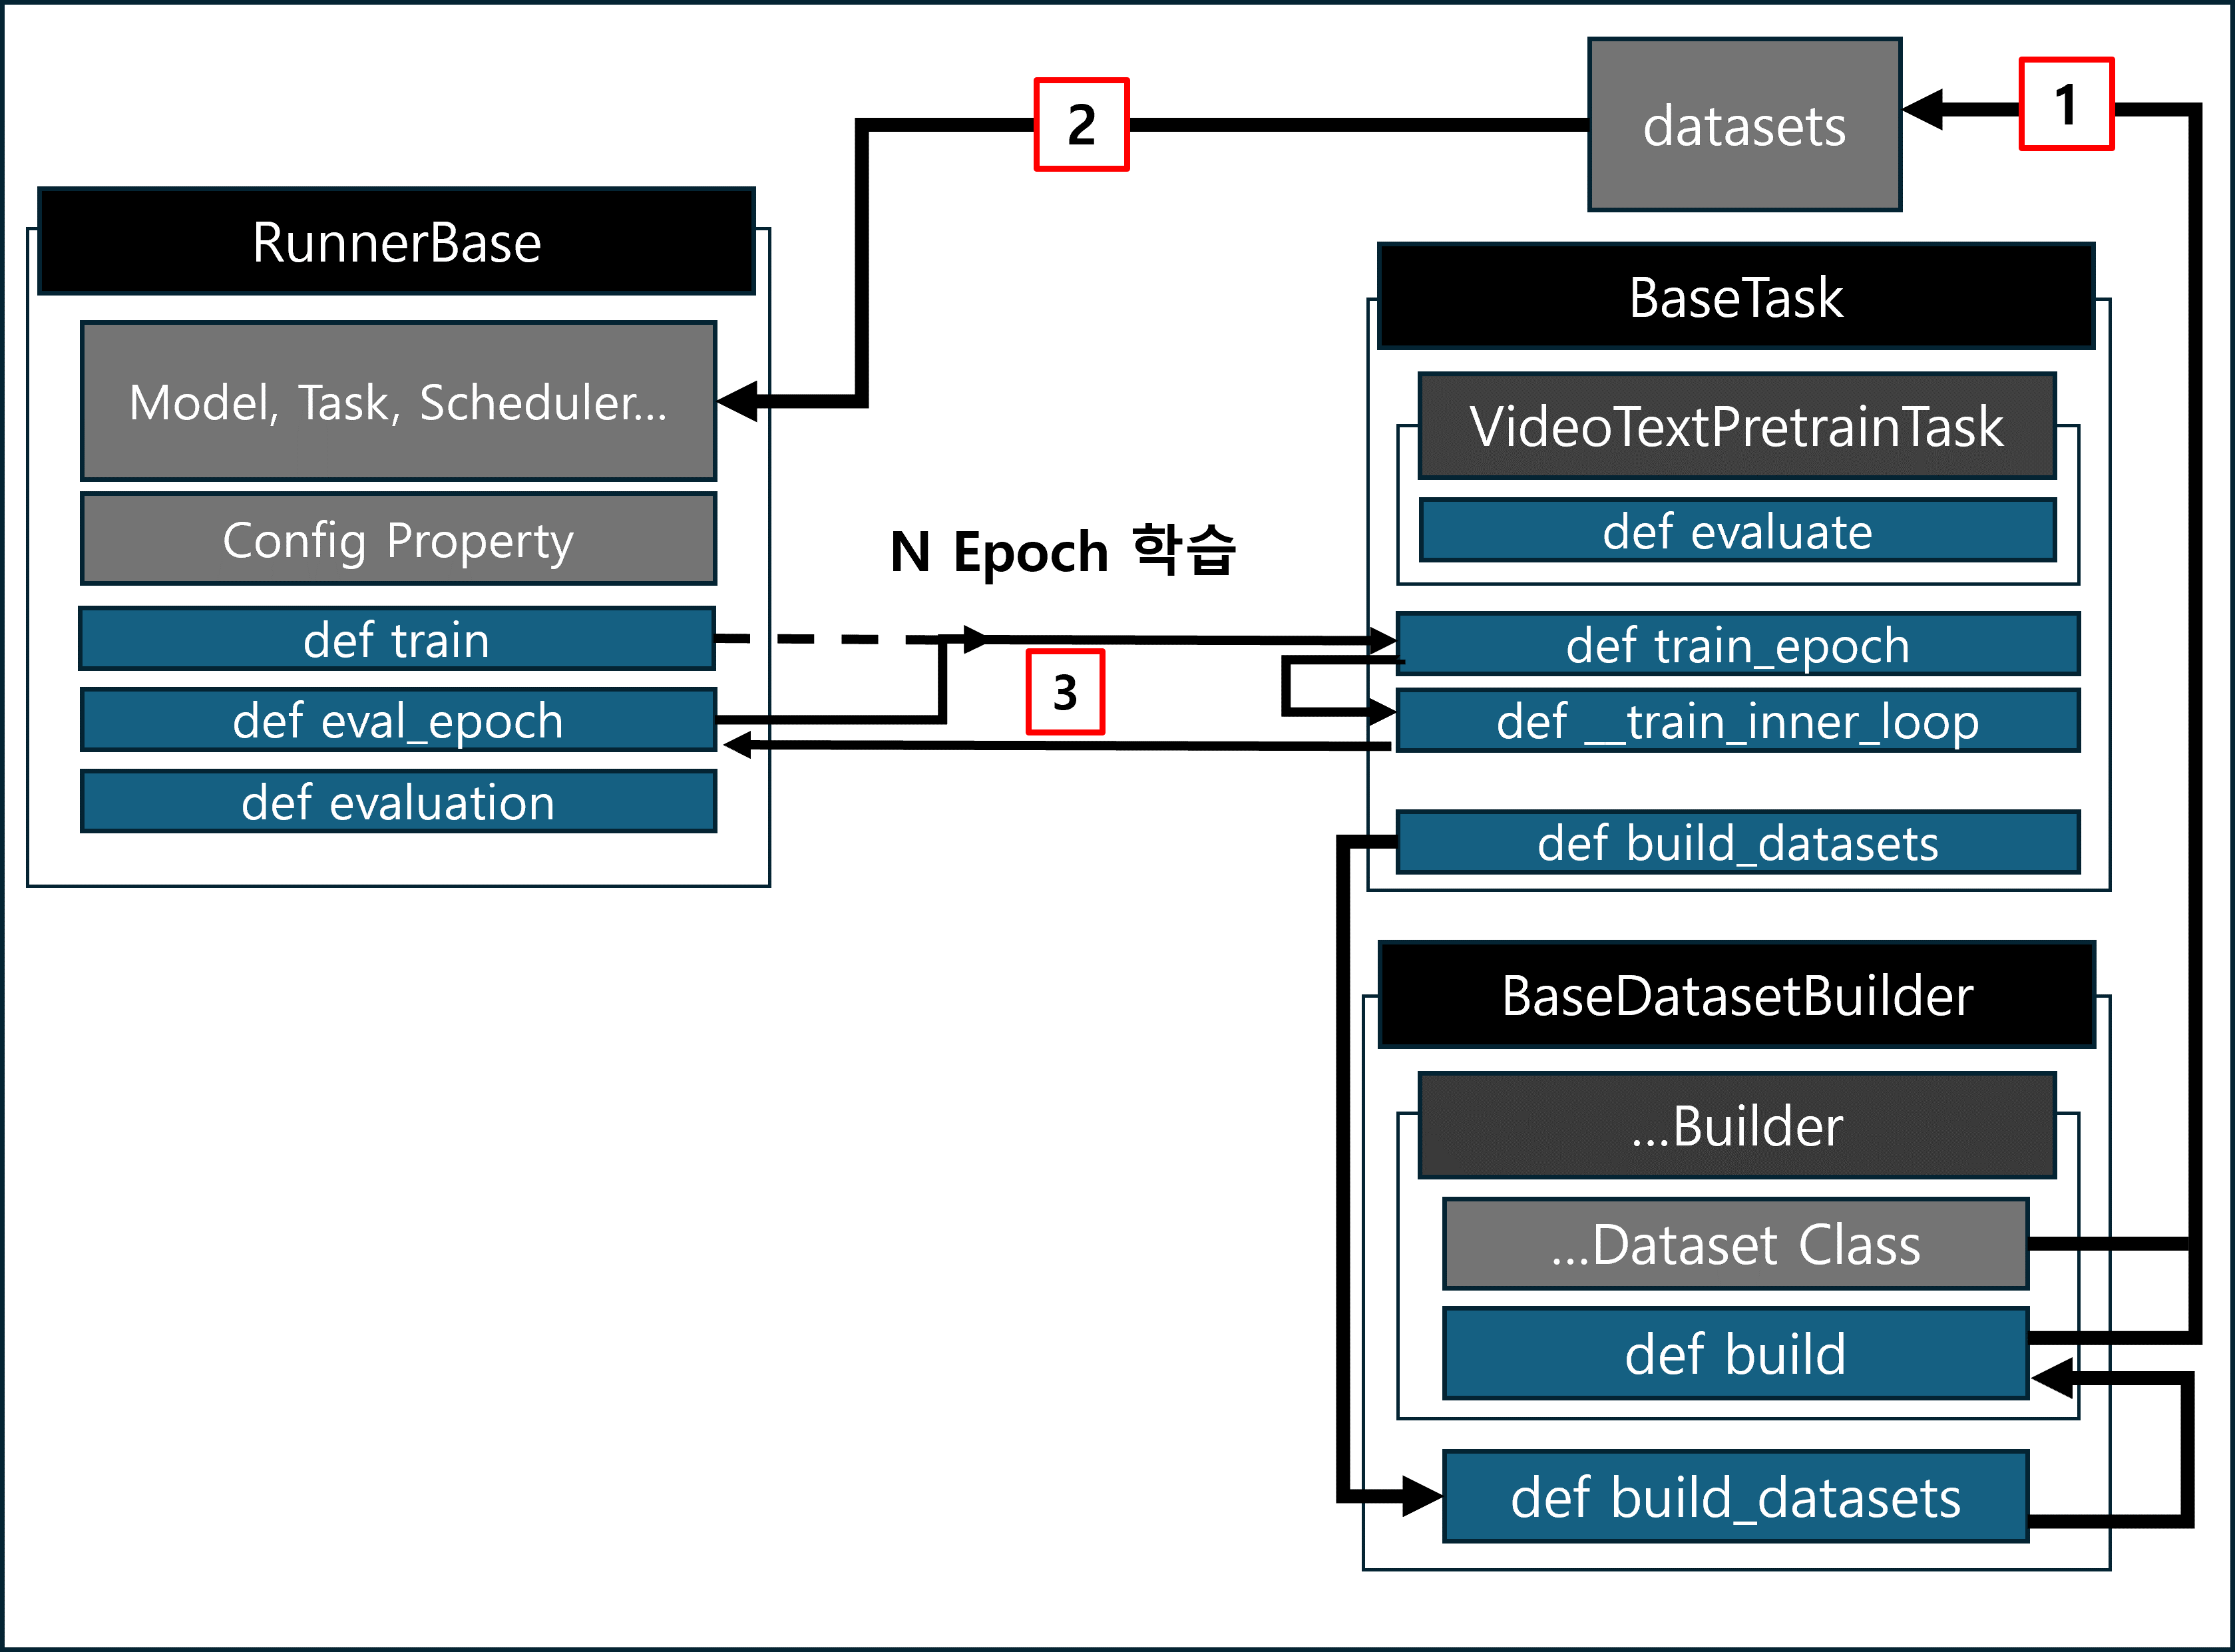 datasets
1
2
RunnerBase
Model, Task, Scheduler...
Config Property
def train
def eval_epoch
def evaluation
N Epoch 학습
3
BaseTask
VideoTextPretrainTask
def evaluate
def train_epoch
def __train_inner_loop
def build_datasets
BaseDatasetBuilder
...Builder
...Dataset Class
def build
def build_datasets